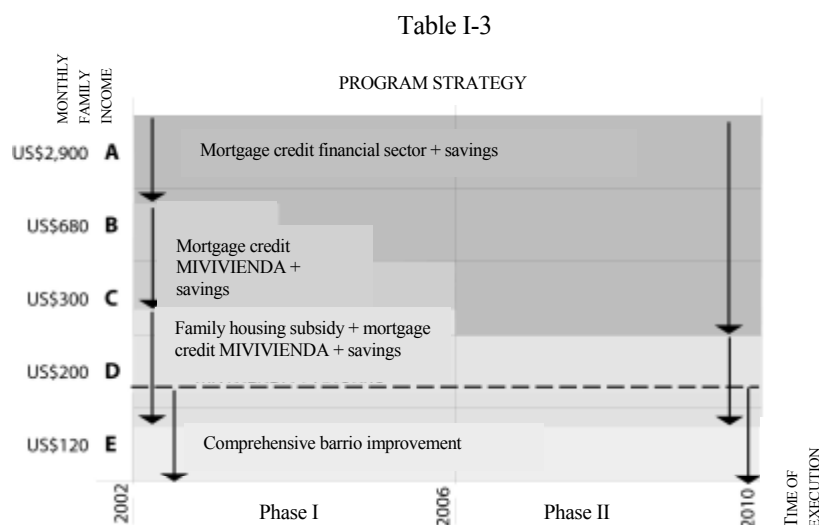 Table I-3
MONTHLY
FAMILY
INCOME
PROGRAM STRATEGY
US$2,900 A
Mortgage credit financial sector + savings
US$680 B
Mortgage credit
MIVIVIENDA +
savings
US$300 C
Family housing subsidy + mortgage
credit MIVIVIENDA + savings
US$200 D
US$120 E
Comprehensive barrio improvement
2002
Phase I
2006
Phase II
2010
TIME OF
EXECUTION